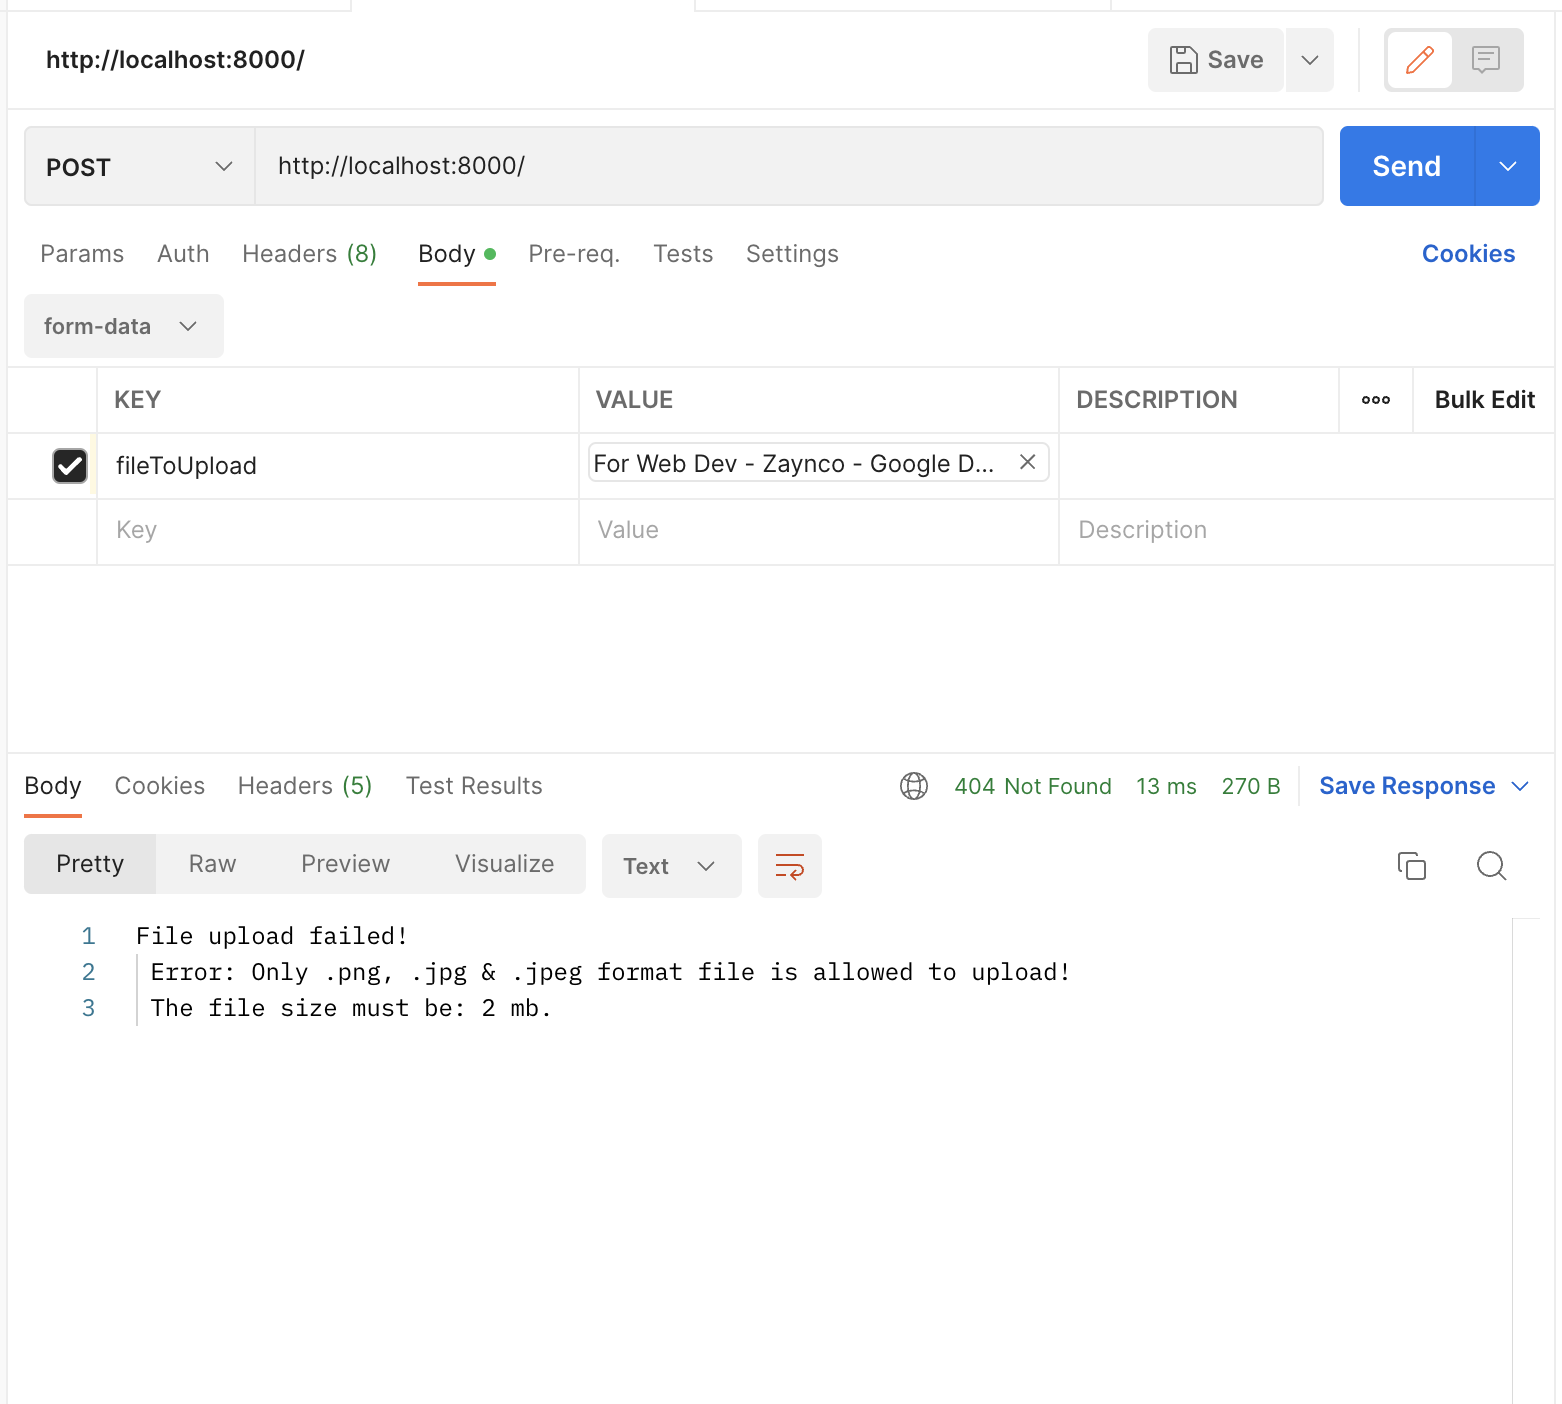 http://localhost:8000/
Save
POST
http://localhost:8000/
Send
Params Auth Headers (8) Body Pre-req. Tests Settings Cookies
form-data
KEY VALUE DESCRIPTION ooo Bulk Edit
fileToUpload For Web Dev - Zaynco - Google D...
Key Value Description
Body Cookies Headers (5) Test Results 404 Not Found 13 ms 270 B Save Response
Pretty Raw Preview Visualize Text
1 File upload failed!
2 Error: Only .png, .jpg & .jpeg format file is allowed to upload!
3 The file size must be: 2 mb.